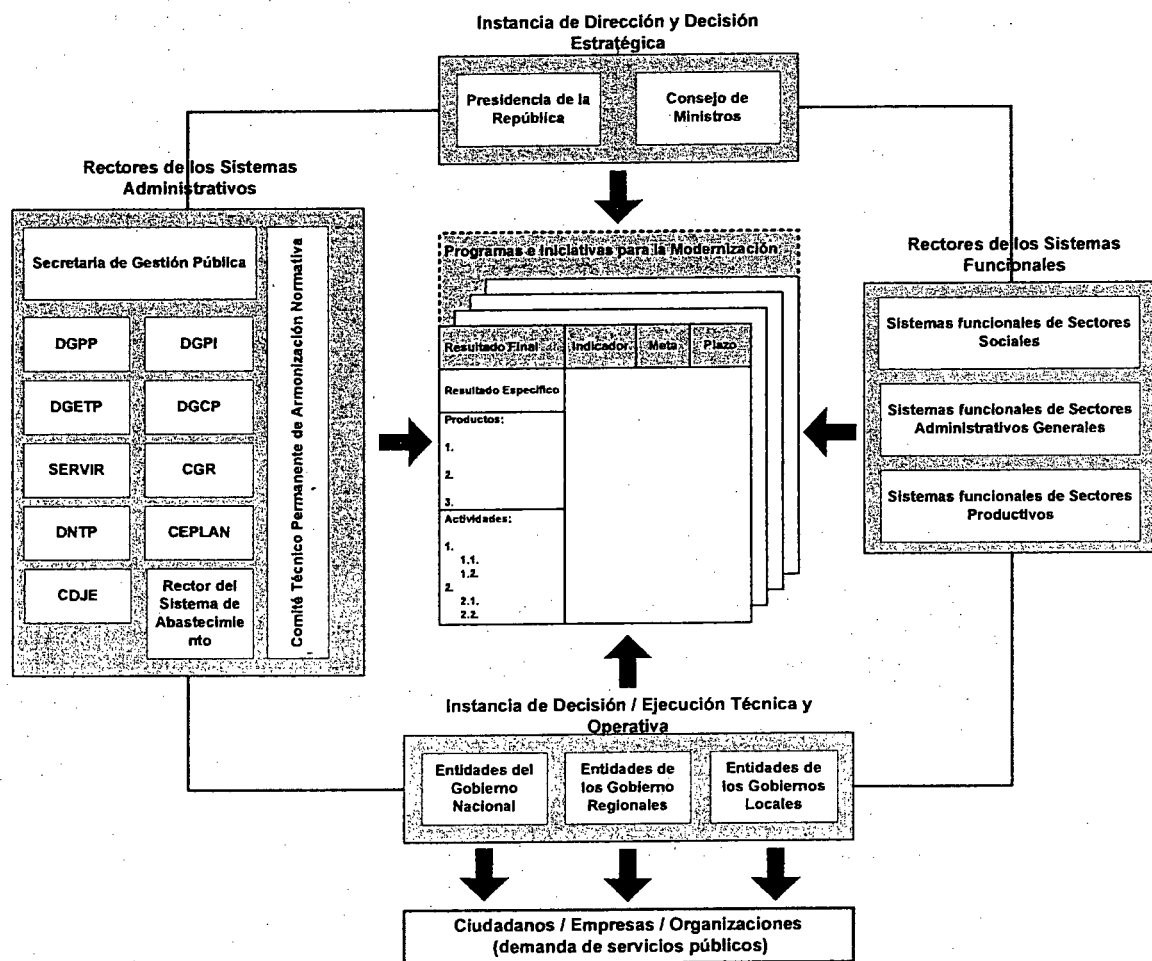 Instancia de Dirección y Decisión
Estratégica
Presidencia de la
República
Consejo de
Ministros
Rectores de los Sistemas
Administrativos
Secretaria de Gestión Pública
DGPP
DGPI
DGETP
DGCP
SERVIR
CGR
DNTP
CEPLAN
CDJE
Rector del
Sistema de
Abastecimie
nto
Comité Técnico Permanente de Armonización Normativa
Programas e Iniciativas para la Modernización
Resultado Final
Indicador
Meta
Plazo
Resultado Específico
Productos:
1.
2.
3.
Actividades:
1.
1.1.
1.2.
2.
2.1.
2.2.
Rectores de los Sistemas
Funcionales
Sistemas funcionales de Sectores
Sociales
Sistemas funcionales de Sectores
Administrativos Generales
Sistemas funcionales de Sectores
Productivos
Instancia de Decisión / Ejecución Técnica y
Operativa
Entidades del
Gobierno
Nacional
Entidades de
los Gobierno
Regionales
Entidades de
los Gobiernos
Locales
Ciudadanos / Empresas / Organizaciones
(demanda de servicios públicos)